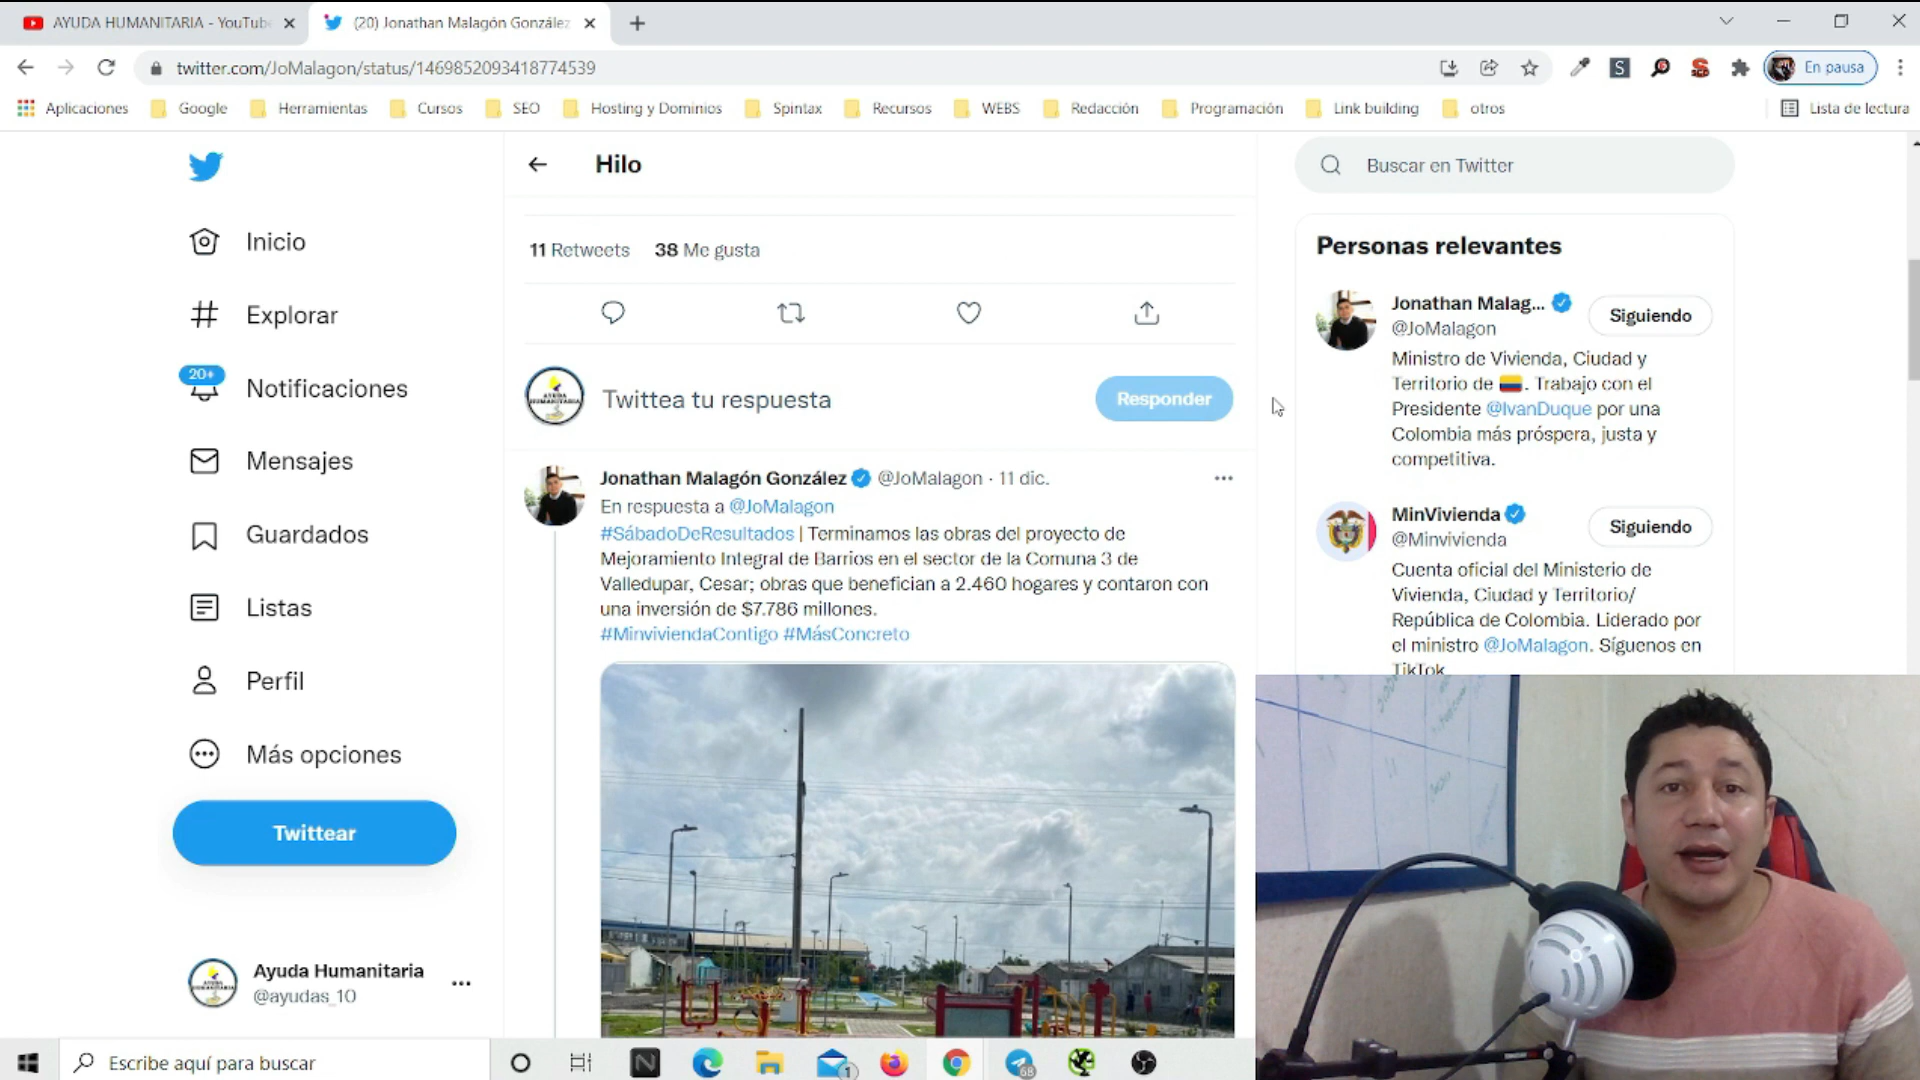 AYUDA HUMANITARIA - YouTube
(20) Jonathan Malagón González
twitter.com/JoMalagon/status/1469852093418774539
En pausa
Aplicaciones
Google
Herramientas
Cursos
SEO
Hosting y Dominios
Spintax
Recursos
WEBS
Redacción
Programación
Link building
otros
Lista de lectura
Inicio
Explorar
20+
Notificaciones
Mensajes
Guardados
Listas
Perfil
Más opciones
Twittear
Ayuda Humanitaria
@ayudas_10
Hilo
11 Retweets 38 Me gusta
Twittea tu respuesta
Responder
Jonathan Malagón González @JoMalagon · 11 dic.
En respuesta a @JoMalagon
#SábadoDeResultados | Terminamos las obras del proyecto de
Mejoramiento Integral de Barrios en el sector de la Comuna 3 de
Valledupar, Cesar; obras que benefician a 2.460 hogares y contaron con
una inversión de $7.786 millones.
#MinviviendaContigo #MásConcreto
Buscar en Twitter
Personas relevantes
Jonathan Malag...
@JoMalagon
Siguiendo
Ministro de Vivienda, Ciudad y
Territorio de 🇨🇴. Trabajo con el
Presidente @IvanDuque por una
Colombia más próspera, justa y
competitiva.
MinVivienda
@Minvivienda
Siguiendo
Cuenta oficial del Ministerio de
Vivienda, Ciudad y Territorio/
República de Colombia. Liderado por
el ministro @JoMalagon. Síguenos en
TikTok
Escribe aquí para buscar
1
68